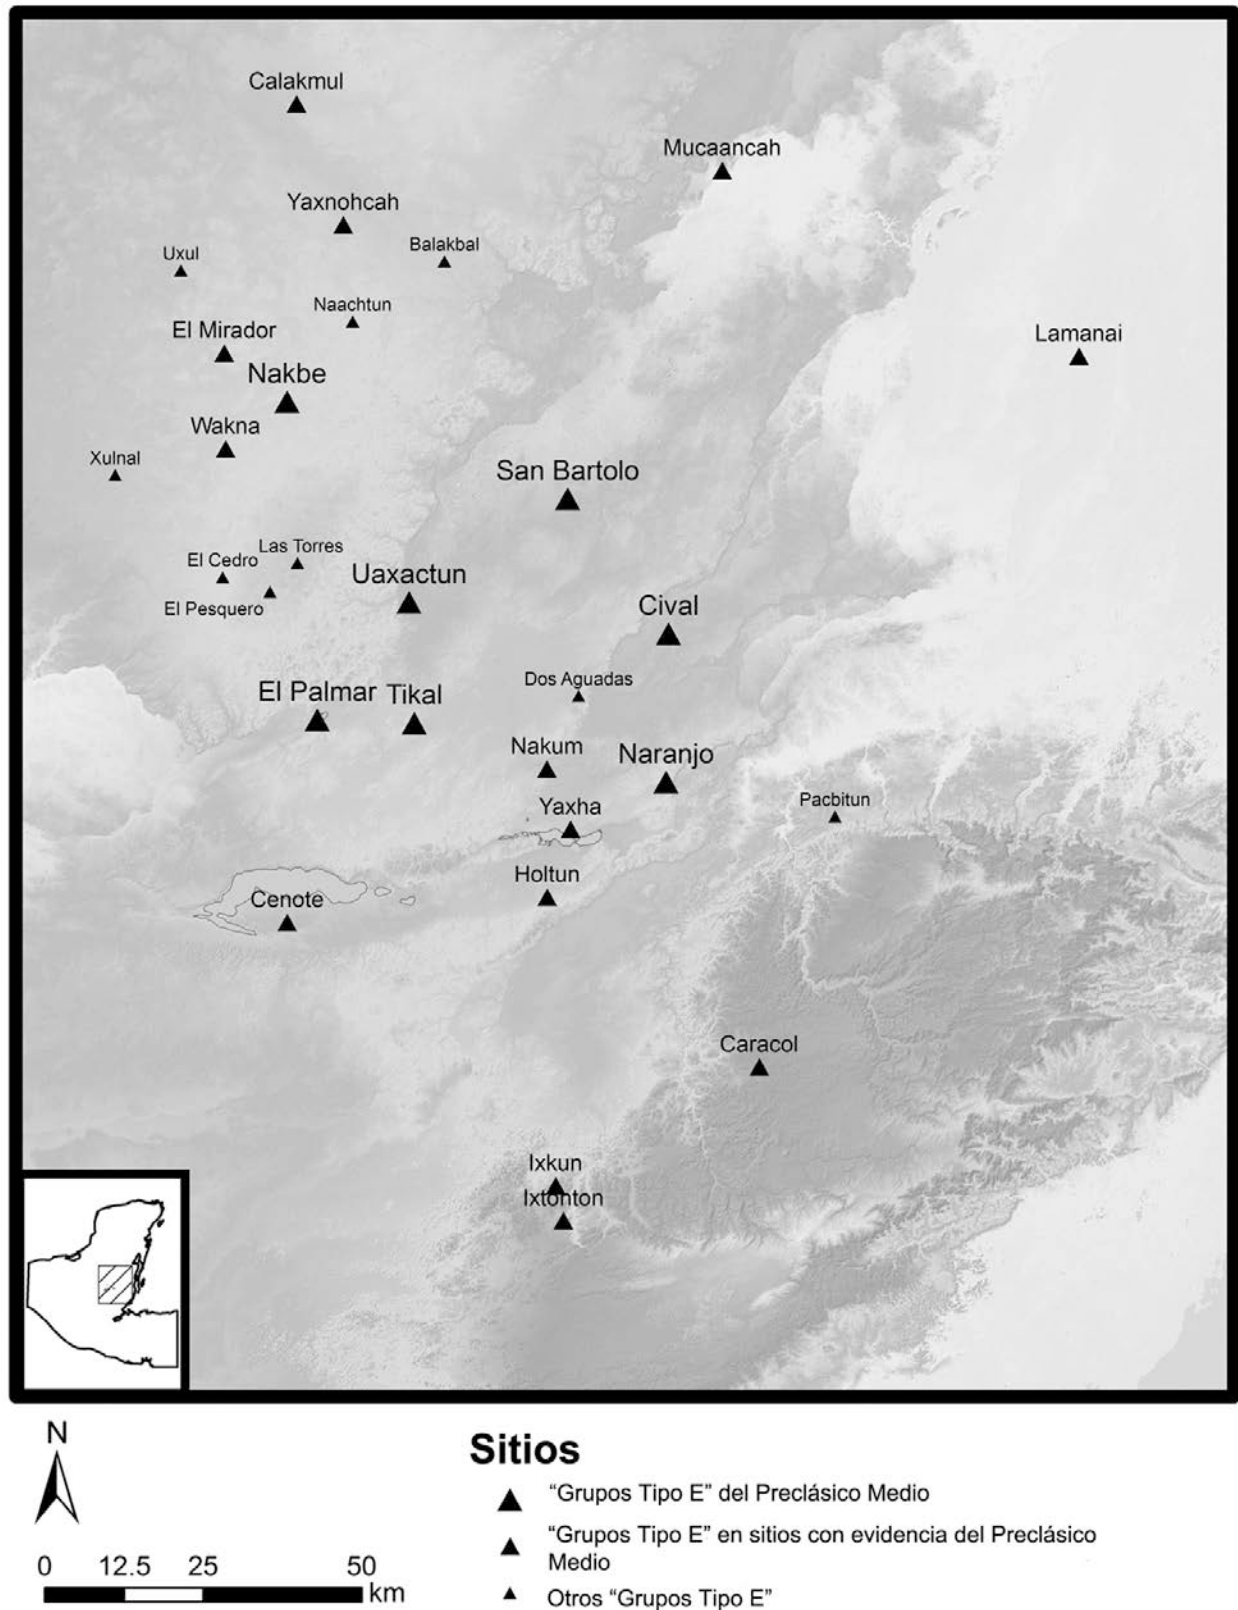 Calakmul
Mucaancah
Yaxnohcah
Balakbal
Uxul
Naachtun
El Mirador
Lamanai
Nakbe
Wakna
Xulnal
San Bartolo
Las Torres
El Cedro
Uaxactun
El Pesquero
Cival
Dos Aguadas
El Palmar
Tikal
Nakum
Naranjo
Pacbitun
Yaxha
Holtun
Cenote
Caracol
Ixkun
Ixtonton
N
0 12.5 25 50
km
Sitios
“Grupos Tipo E” del Preclásico Medio
“Grupos Tipo E” en sitios con evidencia del Preclásico
Medio
Otros “Grupos Tipo E”